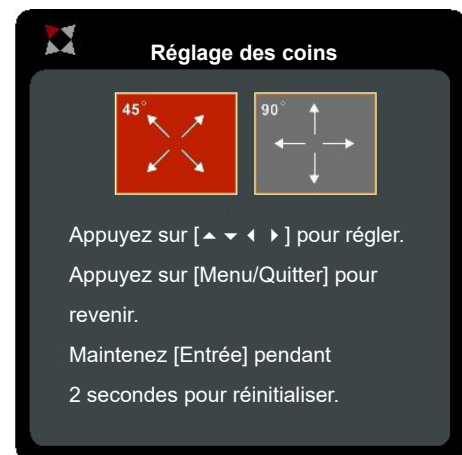 Réglage des coins
45° 90°
Appuyez sur [▲ ▼ ◀ ▶] pour régler.
Appuyez sur [Menu/Quitter] pour
revenir.
Maintenez [Entrée] pendant
2 secondes pour réinitialiser.